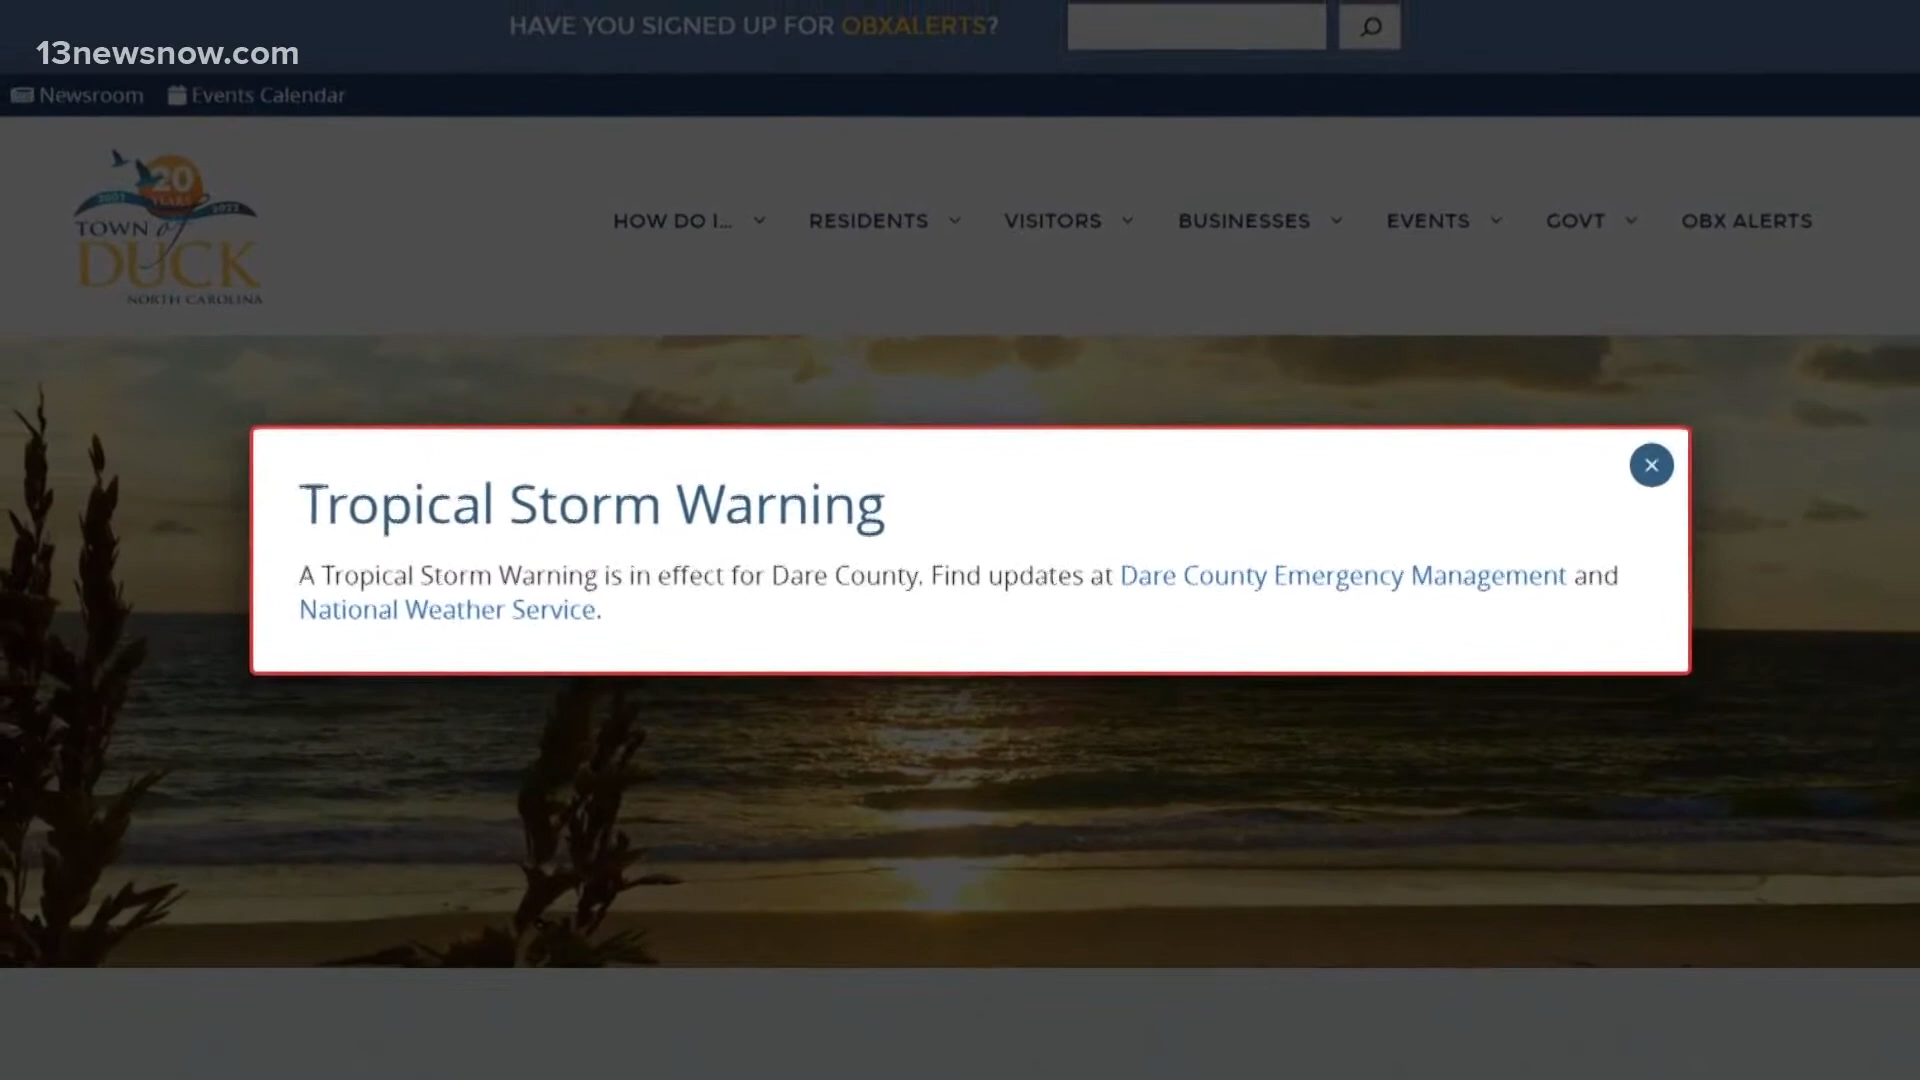 HAVE YOU SIGNED UP FOR OBXALERTS?
13newsnow.com
Newsroom Events Calendar
20
YEARS
2002 2022
TOWN of
DUCK
NORTH CAROLINA
HOW DO I... RESIDENTS VISITORS BUSINESSES EVENTS GOVT OBX ALERTS
Tropical Storm Warning
A Tropical Storm Warning is in effect for Dare County. Find updates at Dare County Emergency Management and
National Weather Service.